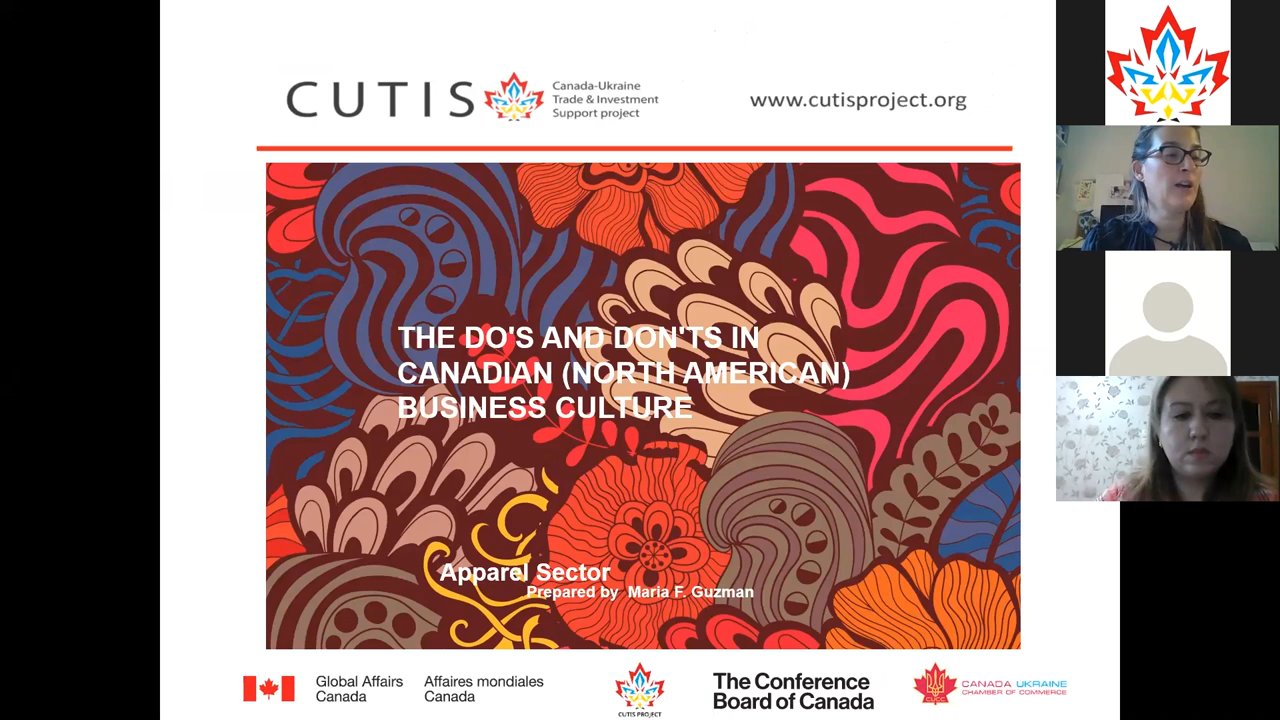 CUTIS
Canada-Ukraine
Trade & Investment
Support project
www.cutisproject.org
THE DO'S AND DON'TS IN
CANADIAN (NORTH AMERICAN)
BUSINESS CULTURE
Apparel Sector
Prepared by Maria F. Guzman
Global Affairs
Canada
Affaires mondiales
Canada
CUTIS PROJECT
The Conference
Board of Canada
CUCC
CANADA UKRAINE
CHAMBER OF COMMERCE